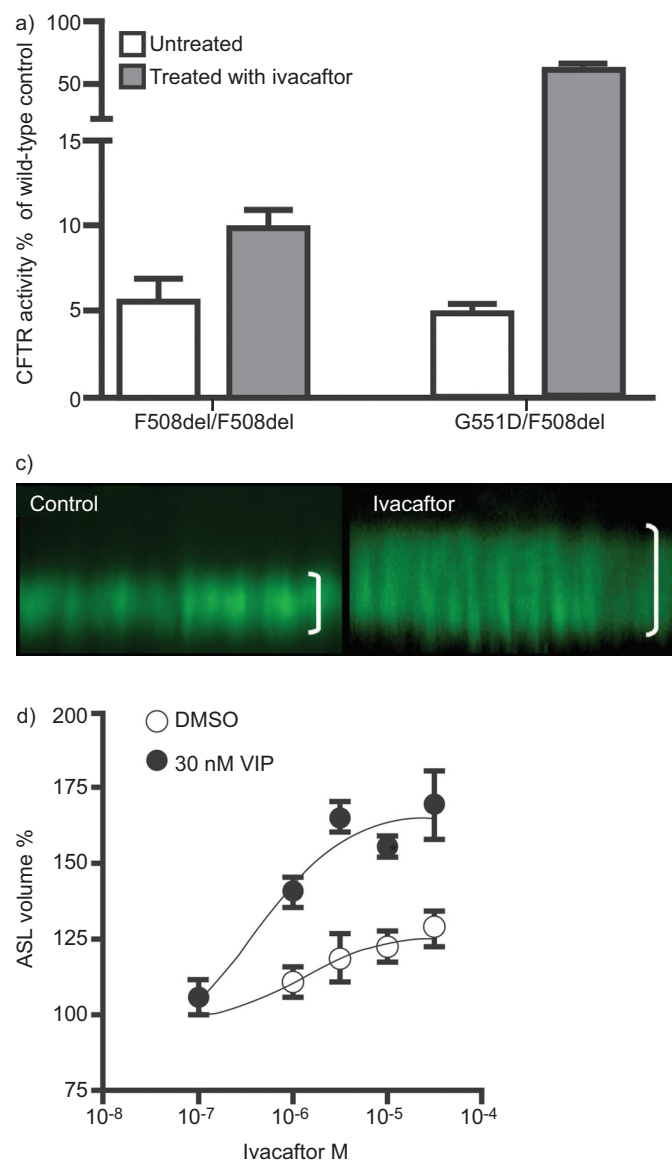 a)
100
50
15
10
5
0
CFTR activity % of wild-type control
Untreated
Treated with ivacaftor
F508del/F508del
G551D/F508del
c)
Control
Ivacaftor
d)
200
175
150
125
100
75
ASL volume %
DMSO
30 nM VIP
10-8
10-7
10-6
10-5
10-4
Ivacaftor M